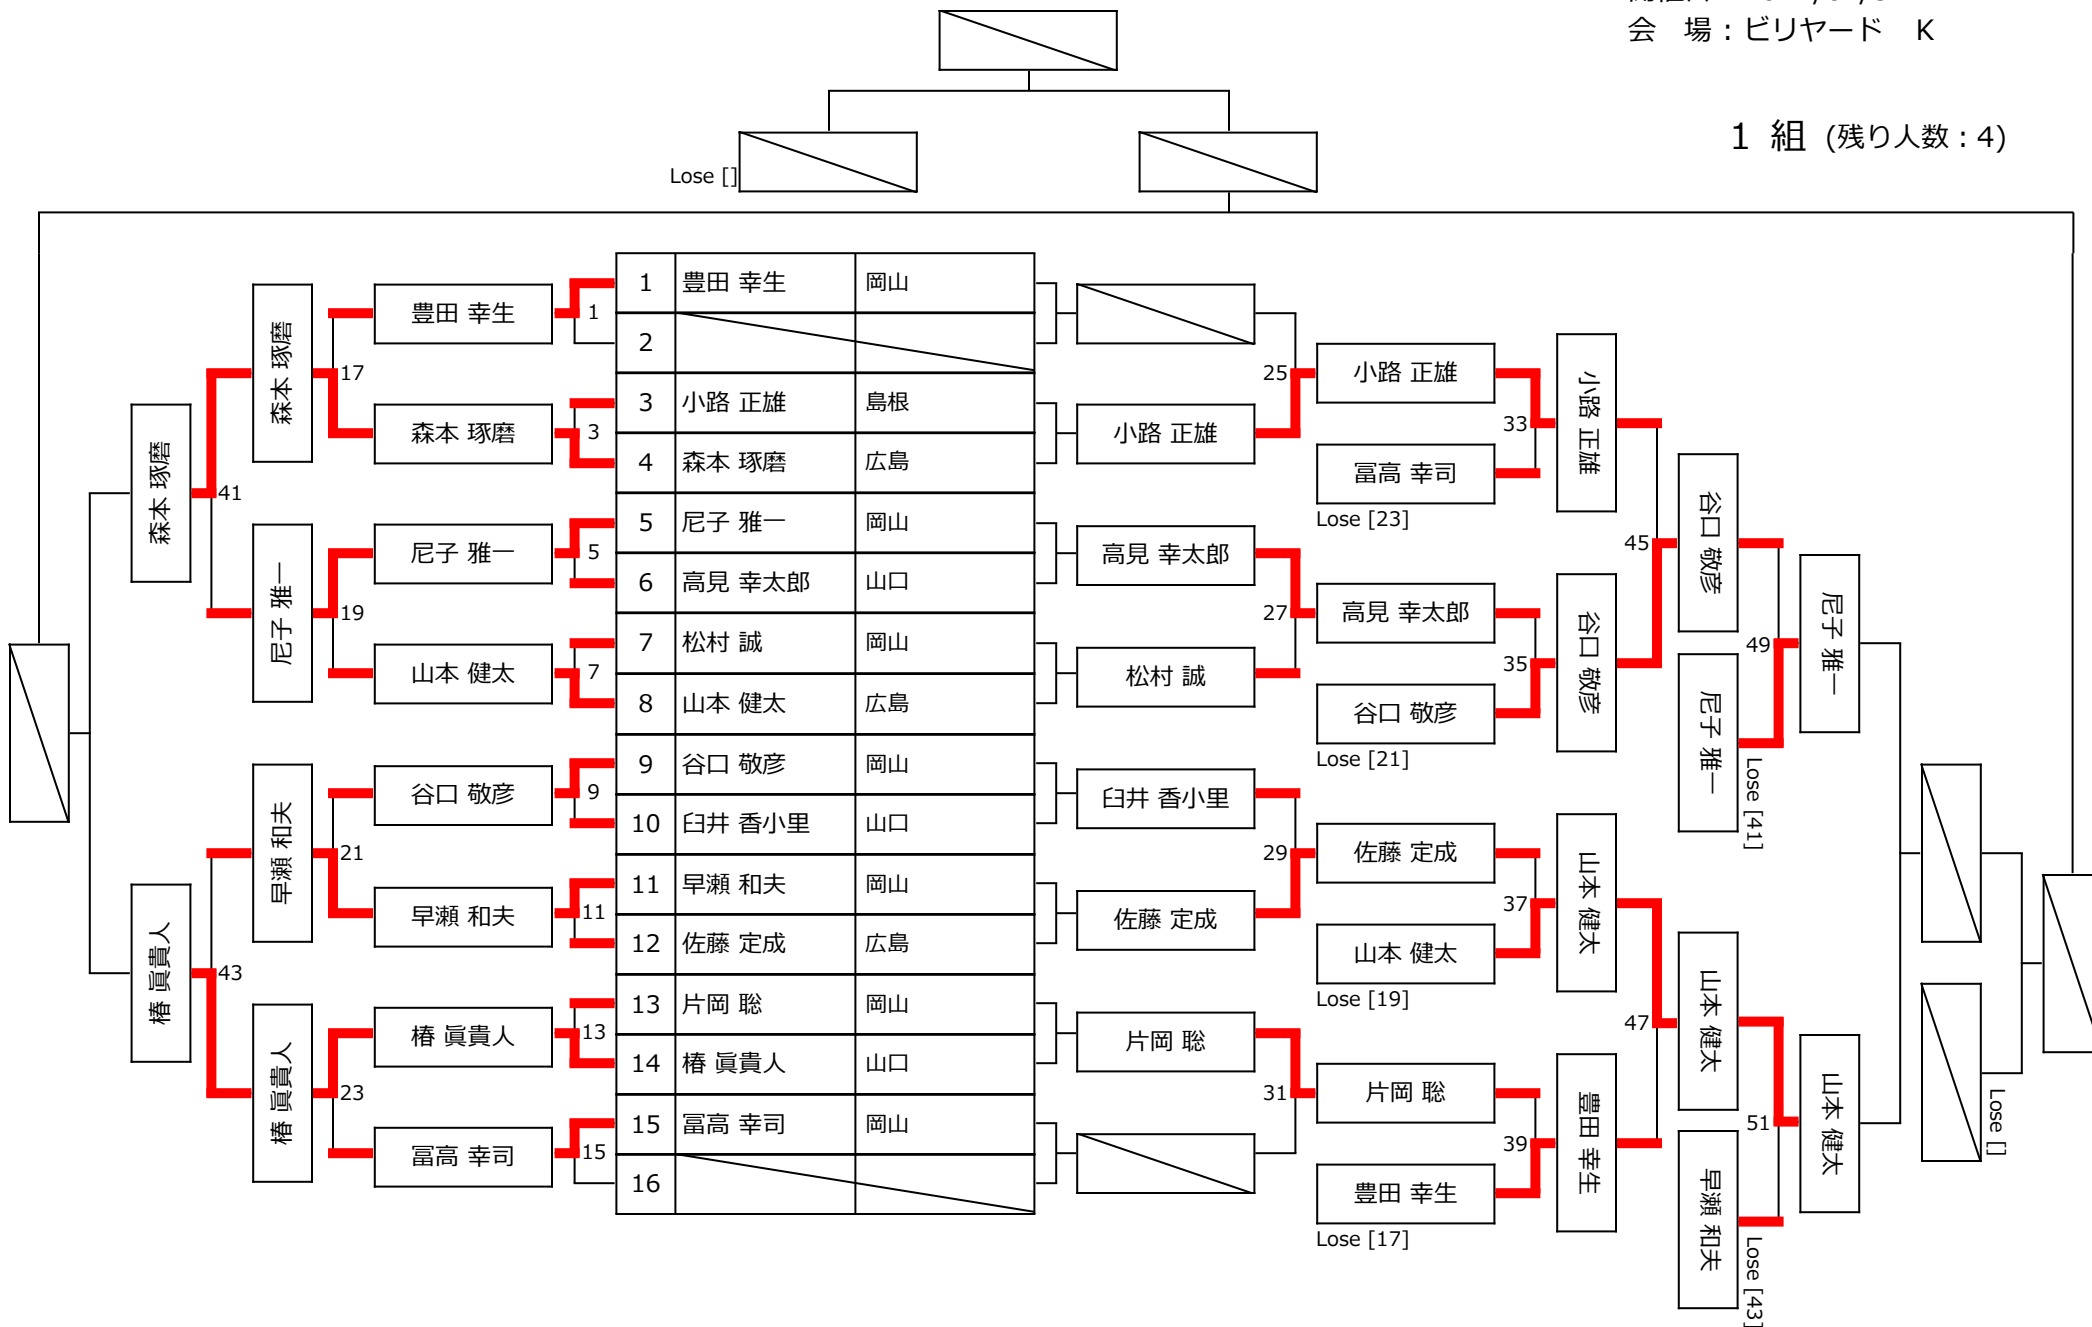 会　場：ビリヤード　K
1 組 (残り人数：4)
Lose []
1 豊田 幸生 岡山
2
3 小路 正雄 島根
4 森本 琢磨 広島
5 尼子 雅一 岡山
6 高見 幸太郎 山口
7 松村 誠 岡山
8 山本 健太 広島
9 谷口 敬彦 岡山
10 臼井 香小里 山口
11 早瀬 和夫 岡山
12 佐藤 定成 広島
13 片岡 聡 岡山
14 椿 眞貴人 山口
15 冨高 幸司 岡山
16
豊田 幸生
森本 琢磨
尼子 雅一
山本 健太
谷口 敬彦
早瀬 和夫
椿 眞貴人
冨高 幸司
1
3
5
7
9
11
13
15
森本 琢磨
尼子 雅一
早瀬 和夫
椿 眞貴人
17
19
21
23
森本 琢磨
椿 眞貴人
41
43
小路 正雄
高見 幸太郎
松村 誠
臼井 香小里
佐藤 定成
片岡 聡
25
27
29
31
小路 正雄
冨高 幸司
Lose [23]
高見 幸太郎
谷口 敬彦
Lose [21]
佐藤 定成
山本 健太
Lose [19]
片岡 聡
豊田 幸生
Lose [17]
33
35
37
39
小路 正雄
谷口 敬彦
山本 健太
豊田 幸生
45
47
谷口 敬彦
尼子 雅一
Lose [41]
山本 健太
早瀬 和夫
Lose [43]
49
51
尼子 雅一
山本 健太
Lose []